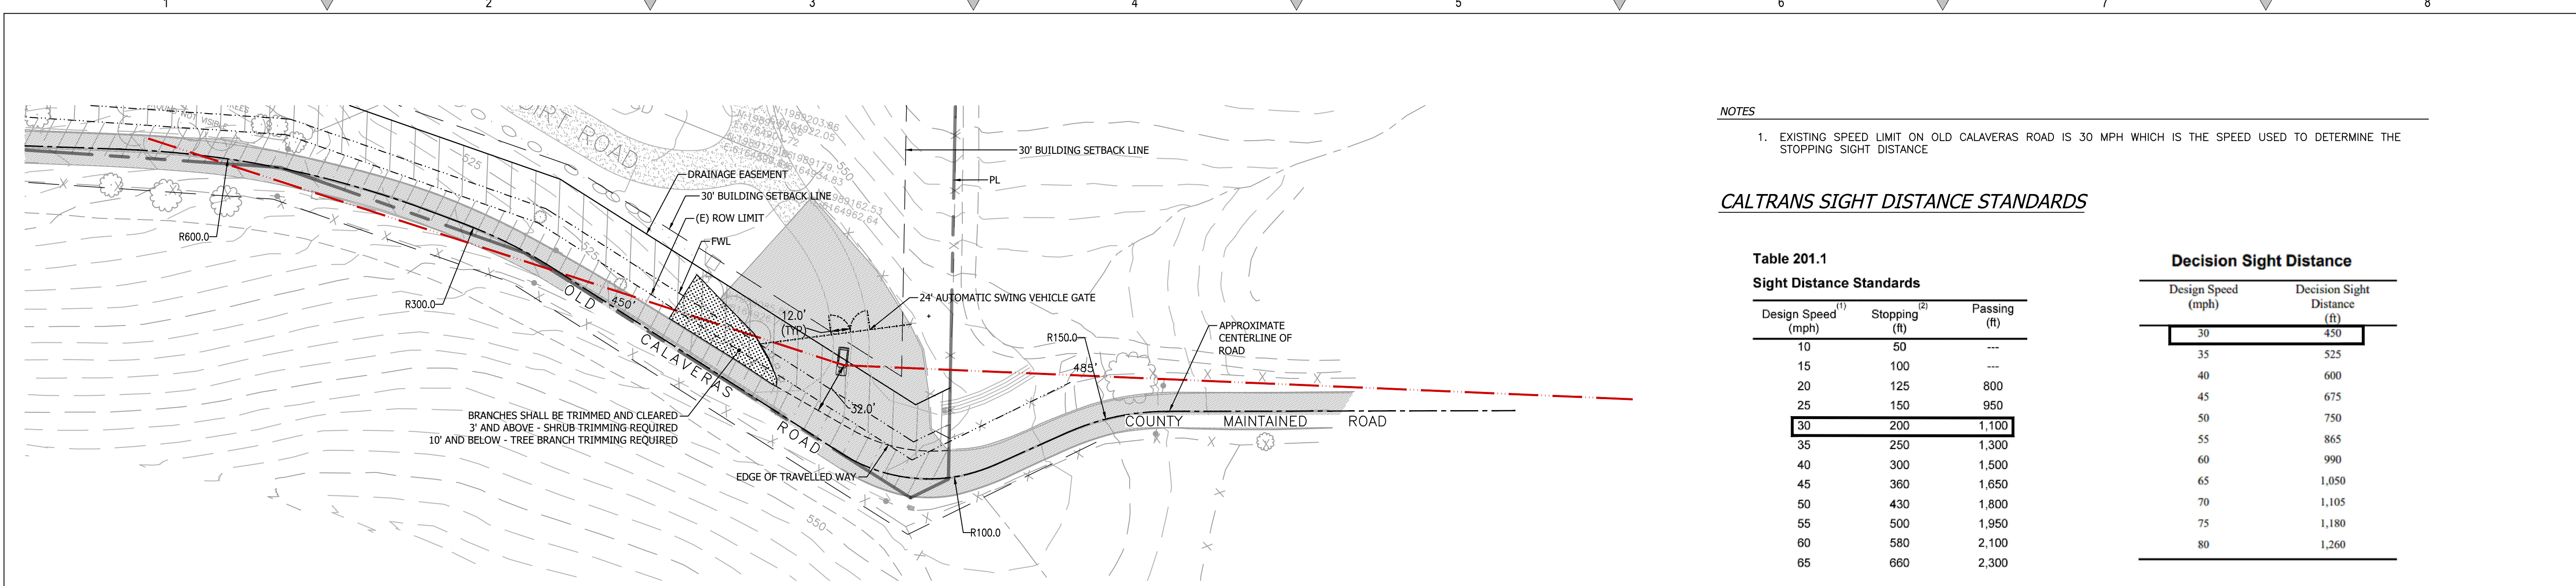 1 2 3 4 5 6 7 8
DIRT ROAD
525
550
DRAINAGE EASEMENT
30' BUILDING SETBACK LINE
(E) ROW LIMIT
FWL
30' BUILDING SETBACK LINE
PL
R600.0
R300.0
525
450'
12.0'
(TYP)
24' AUTOMATIC SWING VEHICLE GATE
OLD CALAVERAS ROAD
32.0'
485'
R150.0
APPROXIMATE
CENTERLINE OF
ROAD
COUNTY MAINTAINED ROAD
BRANCHES SHALL BE TRIMMED AND CLEARED
3' AND ABOVE - SHRUB TRIMMING REQUIRED
10' AND BELOW - TREE BRANCH TRIMMING REQUIRED
EDGE OF TRAVELLED WAY
R100.0
550
NOTES
1. EXISTING SPEED LIMIT ON OLD CALAVERAS ROAD IS 30 MPH WHICH IS THE SPEED USED TO DETERMINE THE
STOPPING SIGHT DISTANCE
CALTRANS SIGHT DISTANCE STANDARDS
Table 201.1
Sight Distance Standards
Design Speed (1) Stopping (2) Passing
(mph) (ft) (ft)
10 50 ---
15 100 ---
20 125 800
25 150 950
30 200 1,100
35 250 1,300
40 300 1,500
45 360 1,650
50 430 1,800
55 500 1,950
60 580 2,100
65 660 2,300
Decision Sight Distance
Design Speed Decision Sight
(mph) Distance
(ft)
30 450
35 525
40 600
45 675
50 750
55 865
60 990
65 1,050
70 1,105
75 1,180
80 1,260